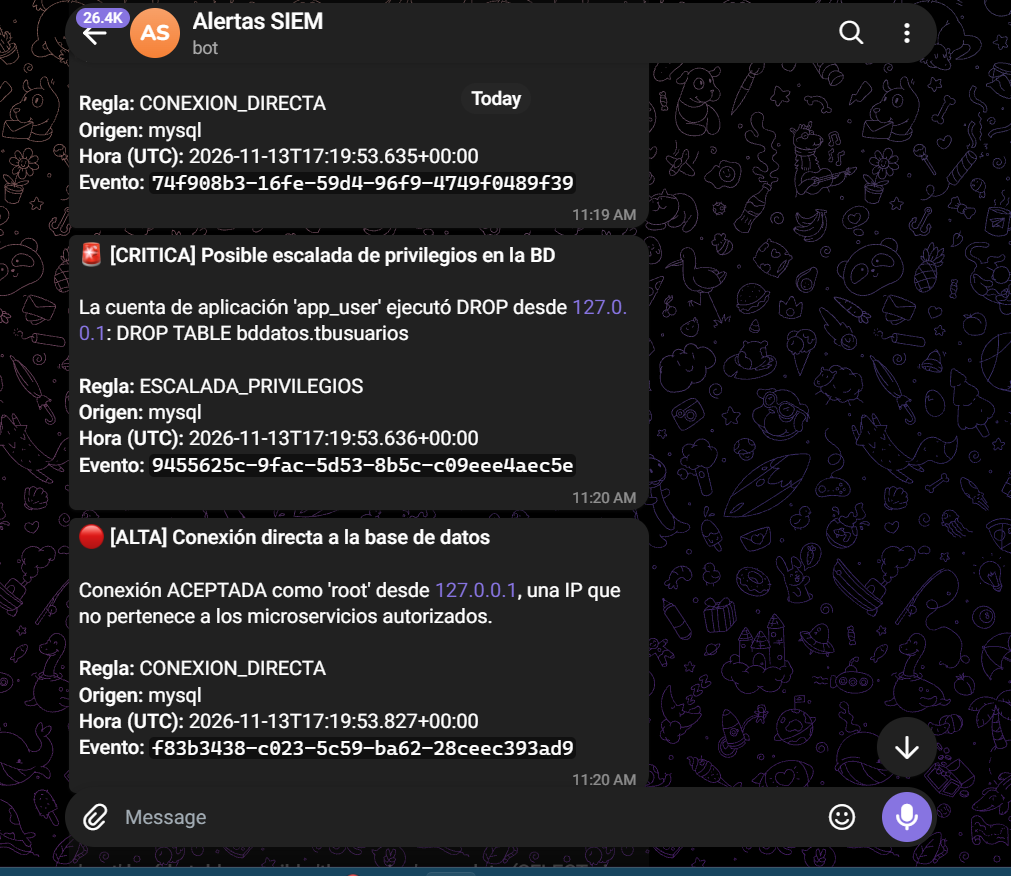 26.4K
AS
Alertas SIEM
bot
Today
Regla: CONEXION_DIRECTA
Origen: mysql
Hora (UTC): 2026-11-13T17:19:53.635+00:00
Evento: 74f908b3-16fe-59d4-96f9-4749f0489f39
11:19 AM
[CRITICA] Posible escalada de privilegios en la BD
La cuenta de aplicación 'app_user' ejecutó DROP desde 127.0.
0.1: DROP TABLE bddatos.tbusuarios
Regla: ESCALADA_PRIVILEGIOS
Origen: mysql
Hora (UTC): 2026-11-13T17:19:53.636+00:00
Evento: 9455625c-9fac-5d53-8b5c-c09eee4aec5e
11:20 AM
[ALTA] Conexión directa a la base de datos
Conexión ACEPTADA como 'root' desde 127.0.0.1, una IP que
no pertenece a los microservicios autorizados.
Regla: CONEXION_DIRECTA
Origen: mysql
Hora (UTC): 2026-11-13T17:19:53.827+00:00
Evento: f83b3438-c023-5c59-ba62-28ceec393ad9
11:20 AM
Message